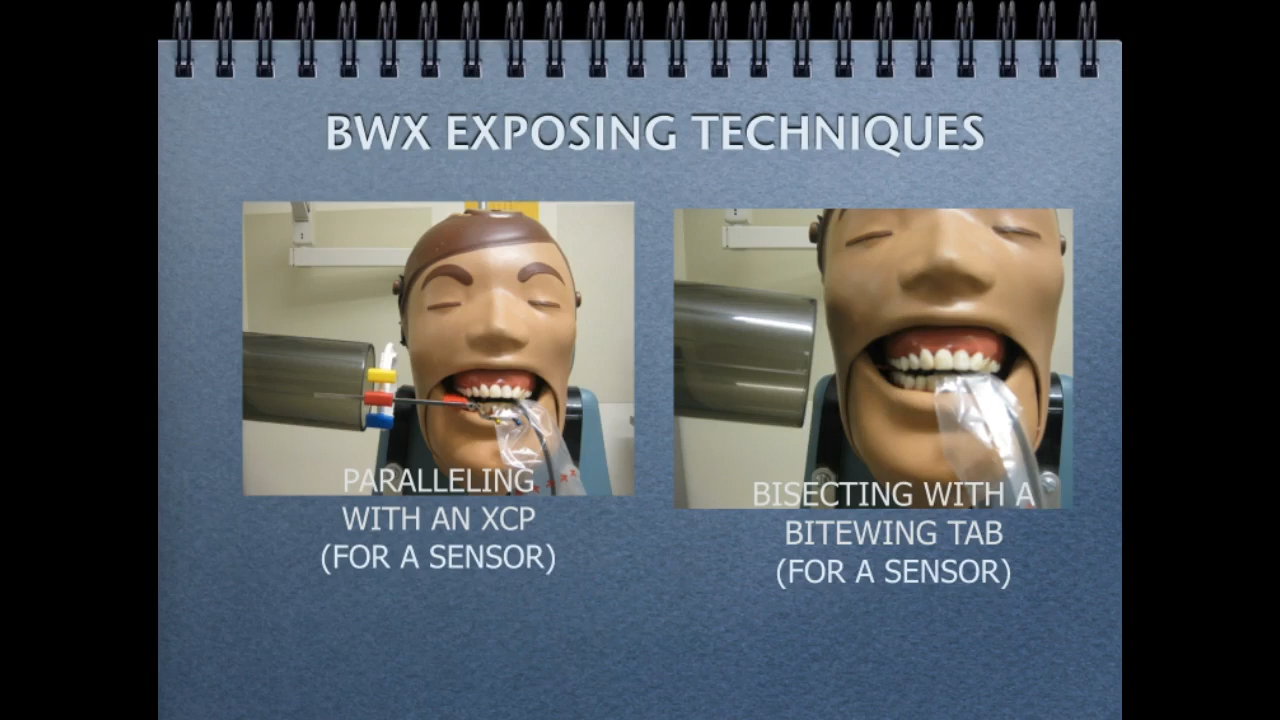 BWX EXPOSING TECHNIQUES
PARALLELING
WITH AN XCP
(FOR A SENSOR)
BISECTING WITH A
BITEWING TAB
(FOR A SENSOR)